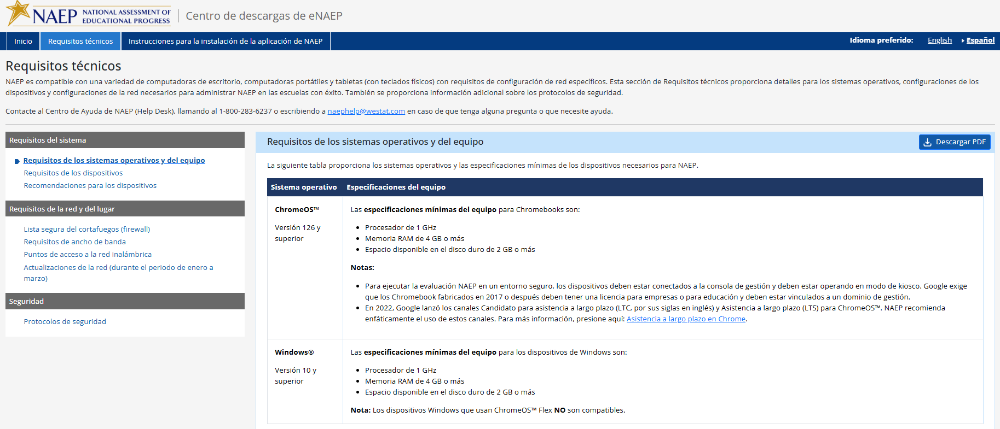 NAEP NATIONAL ASSESSMENT OF
EDUCATIONAL PROGRESS
Centro de descargas de eNAEP
Inicio
Requisitos técnicos
Instrucciones para la instalación de la aplicación de NAEP
Idioma preferido:
English
Español
Requisitos técnicos
NAEP es compatible con una variedad de computadoras de escritorio, computadoras portátiles y tabletas (con teclados físicos) con requisitos de configuración de red específicos. Esta sección de Requisitos técnicos proporciona detalles para los sistemas operativos, configuraciones de los
dispositivos y configuraciones de la red necesarios para administrar NAEP en las escuelas con éxito. También se proporciona información adicional sobre los protocolos de seguridad.
Contacte al Centro de Ayuda de NAEP (Help Desk), llamando al 1-800-283-6237 o escribiendo a naephelp@westat.com en caso de que tenga alguna pregunta o que necesite ayuda.
Requisitos del sistema
Requisitos de los sistemas operativos y del equipo
Requisitos de los dispositivos
Recomendaciones para los dispositivos
Requisitos de la red y del lugar
Lista segura del cortafuegos (firewall)
Requisitos de ancho de banda
Puntos de acceso a la red inalámbrica
Actualizaciones de la red (durante el periodo de enero a
marzo)
Seguridad
Protocolos de seguridad
Requisitos de los sistemas operativos y del equipo
Descargar PDF
La siguiente tabla proporciona los sistemas operativos y las especificaciones mínimas de los dispositivos necesarios para NAEP.
Sistema operativo
Especificaciones del equipo
ChromeOS™
Versión 126 y
superior
Las especificaciones mínimas del equipo para Chromebooks son:
• Procesador de 1 GHz
• Memoria RAM de 4 GB o más
• Espacio disponible en el disco duro de 2 GB o más
Notas:
• Para ejecutar la evaluación NAEP en un entorno seguro, los dispositivos deben estar conectados a la consola de gestión y deben estar operando en modo de kiosco. Google exige
que los Chromebook fabricados en 2017 o después deben tener una licencia para empresas o para educación y deben estar vinculados a un dominio de gestión.
• En 2022, Google lanzó los canales Candidato para asistencia a largo plazo (LTC, por sus siglas en inglés) y Asistencia a largo plazo (LTS) para ChromeOS™. NAEP recomienda
enfáticamente el uso de estos canales. Para más información, presione aquí: Asistencia a largo plazo en Chrome.
Windows®
Versión 10 y
superior
Las especificaciones mínimas del equipo para los dispositivos de Windows son:
• Procesador de 1 GHz
• Memoria RAM de 4 GB o más
• Espacio disponible en el disco duro de 2 GB o más
Nota: Los dispositivos Windows que usan ChromeOS™ Flex NO son compatibles.